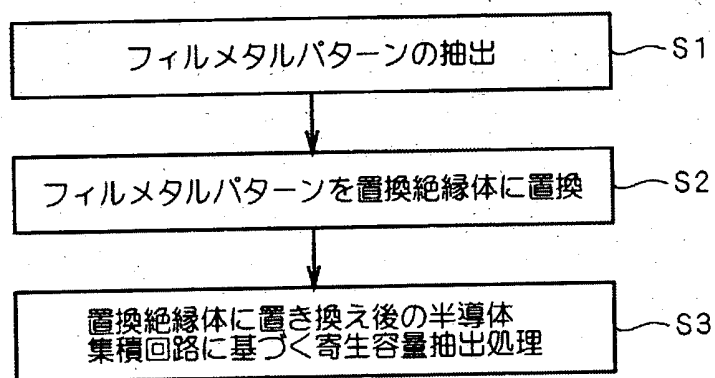 フィルメタルパターンの抽出
S1
フィルメタルパターンを置換絶縁体に置換
S2
置換絶縁体に置き換え後の半導体
集積回路に基づく寄生容量抽出処理
S3